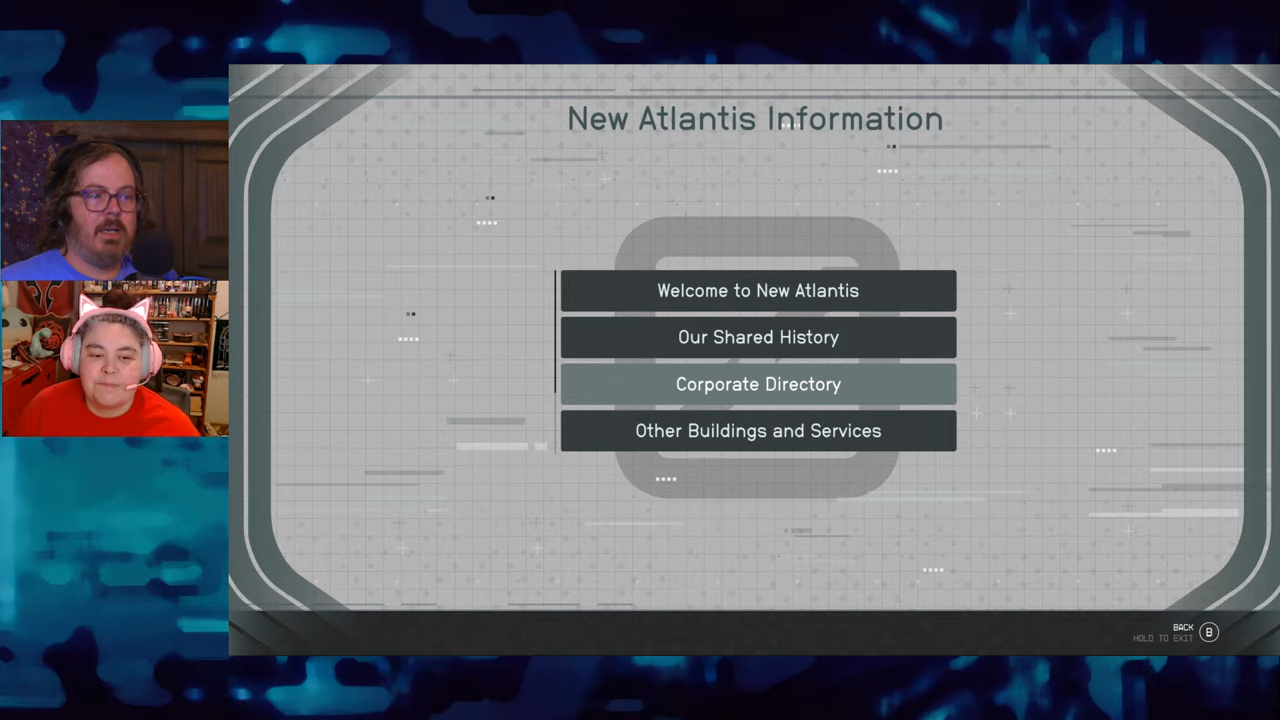 New Atlantis Information
Welcome to New Atlantis
Our Shared History
Corporate Directory
Other Buildings and Services
BACK
HOLD TO EXIT
B